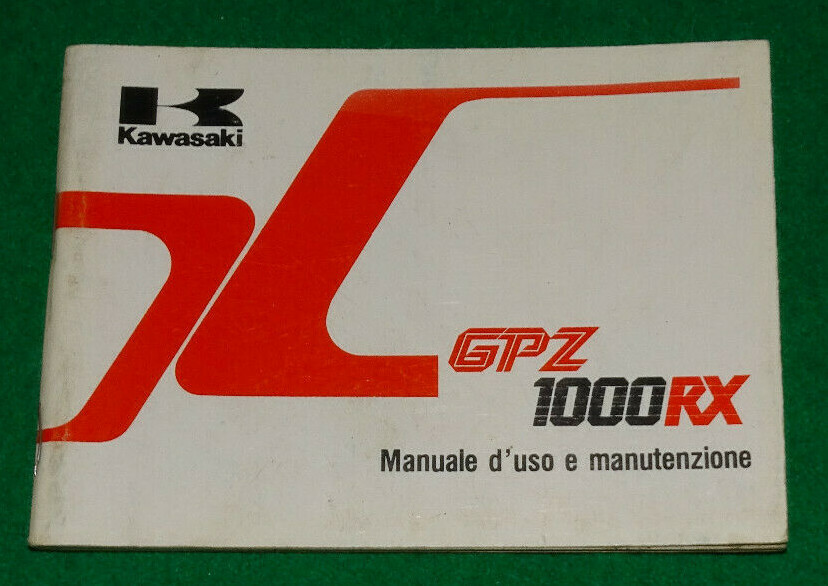 Kawasaki
GPZ
1000RX
Manuale d'uso e manutenzione